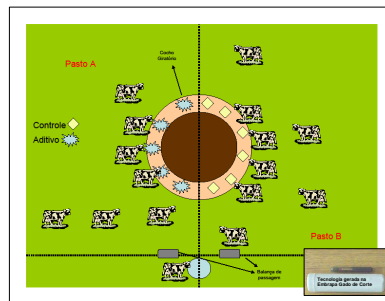 Cocho
Giratório
Pasto A
Controle
Aditivo
Pasto B
Balança de
passagem
Tecnologia gerada na
Embrapa Gado de Corte